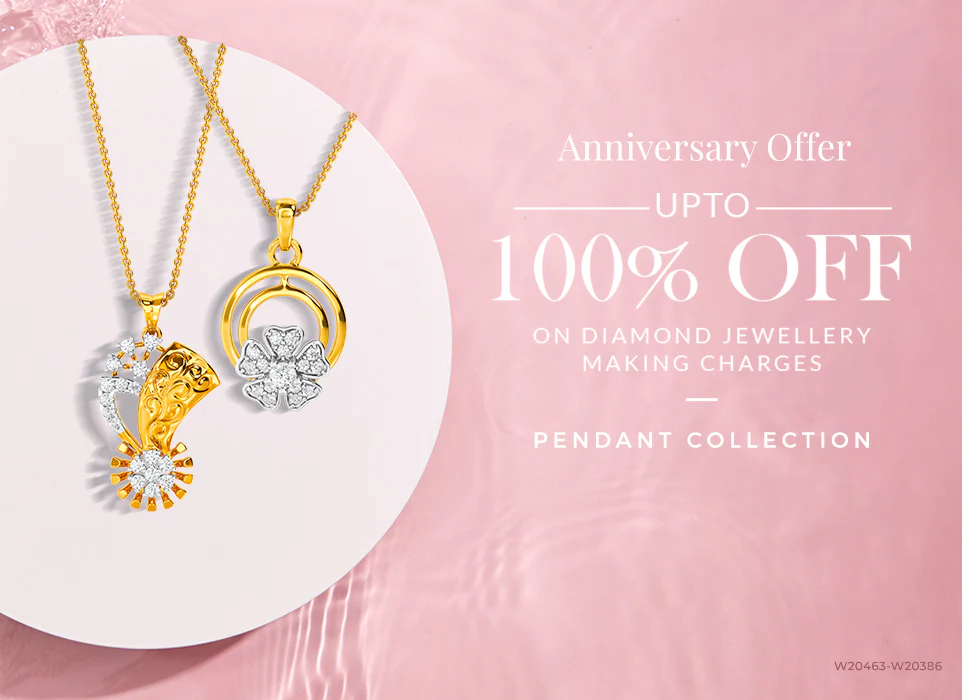 Anniversary Offer
UPTO
100% OFF
ON DIAMOND JEWELLERY
MAKING CHARGES
PENDANT COLLECTION
W20463-W20386